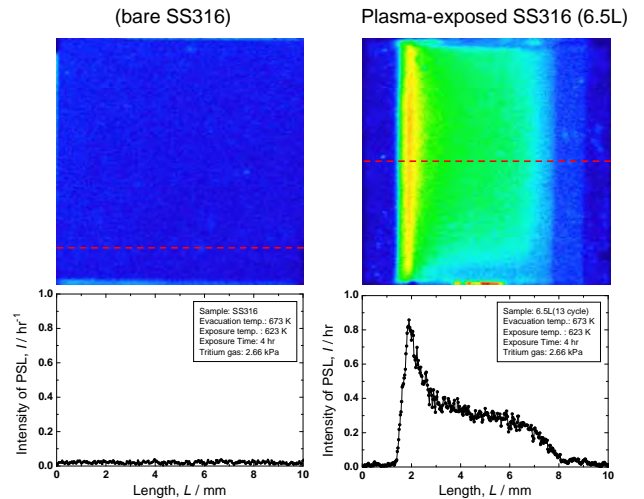 (bare SS316)
Plasma-exposed SS316 (6.5L)
1.0
0.8
0.6
0.4
0.2
0.0
Intensity of PSL, I / hr-1
Sample: SS316
Evacuation temp.: 673 K
Exposure temp. : 623 K
Exposure Time: 4 hr
Tritium gas: 2.66 kPa
0 2 4 6 8 10
Length, L / mm
1.0
0.8
0.6
0.4
0.2
0.0
Intensity of PSL, I / hr
Sample: 6.5L(13 cycle)
Evacuation temp.: 673 K
Exposure temp. : 623 K
Exposure Time: 4 hr
Tritium gas: 2.66 kPa
0 2 4 6 8 10
Length, L / mm